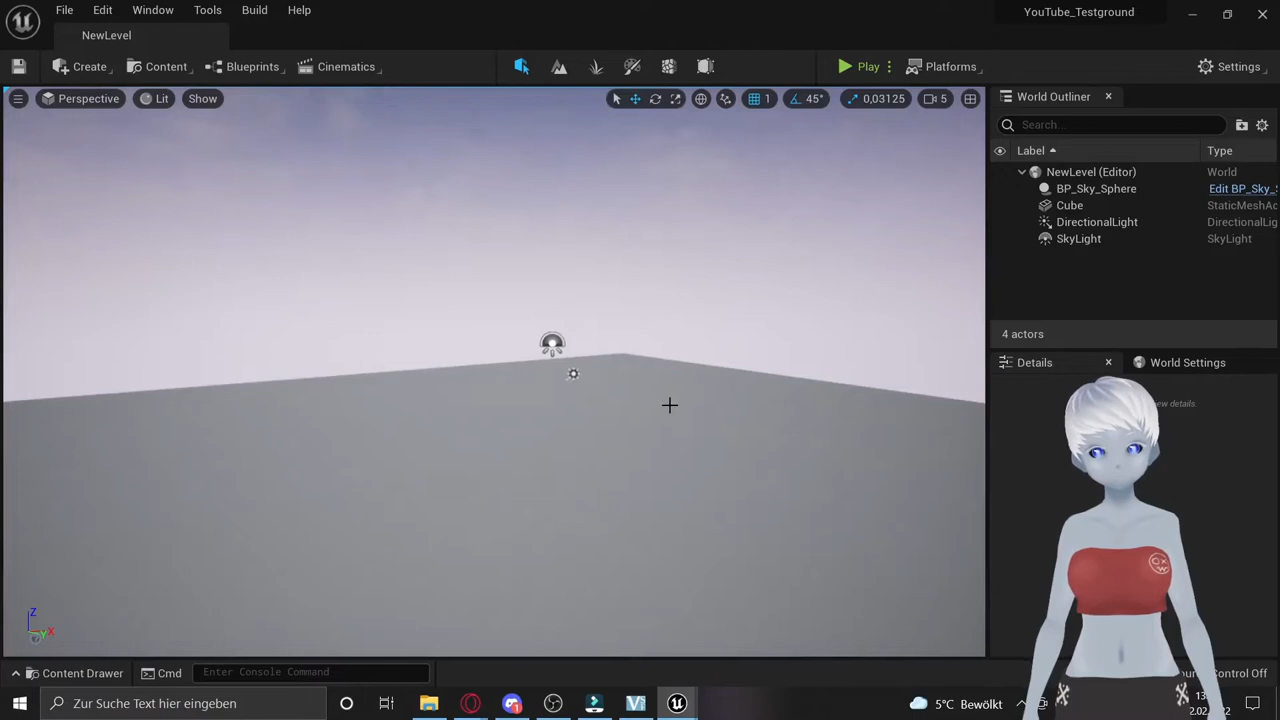 File Edit Window Tools Build Help
YouTube_Testground
NewLevel
Create Content Blueprints Cinematics Play Platforms Settings
Perspective Lit Show 1 45° 0,03125 5
World Outliner
Search...
Label Type
NewLevel (Editor) World
BP_Sky_Sphere Edit BP_Sky_
Cube StaticMeshAc
DirectionalLight DirectionalLig
SkyLight SkyLight
4 actors
Details World Settings
view details.
Z
Y X
Content Drawer Cmd Enter Console Command Control Off
Zur Suche Text hier eingeben
5°C Bewölkt